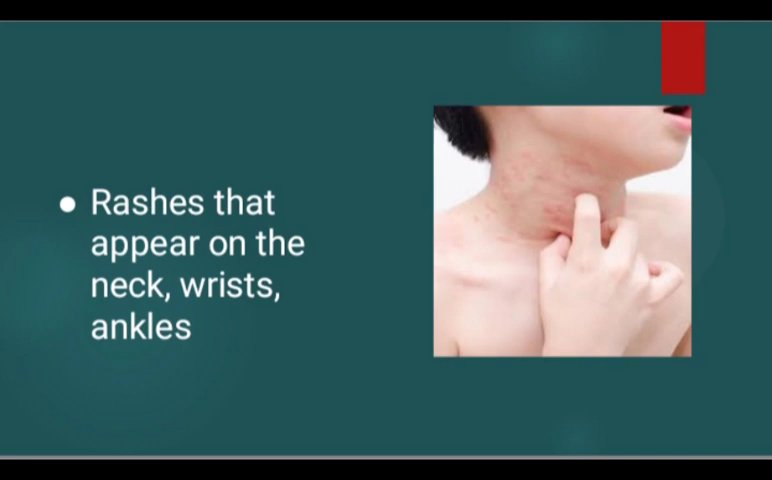 ● Rashes that
appear on the
neck, wrists,
ankles